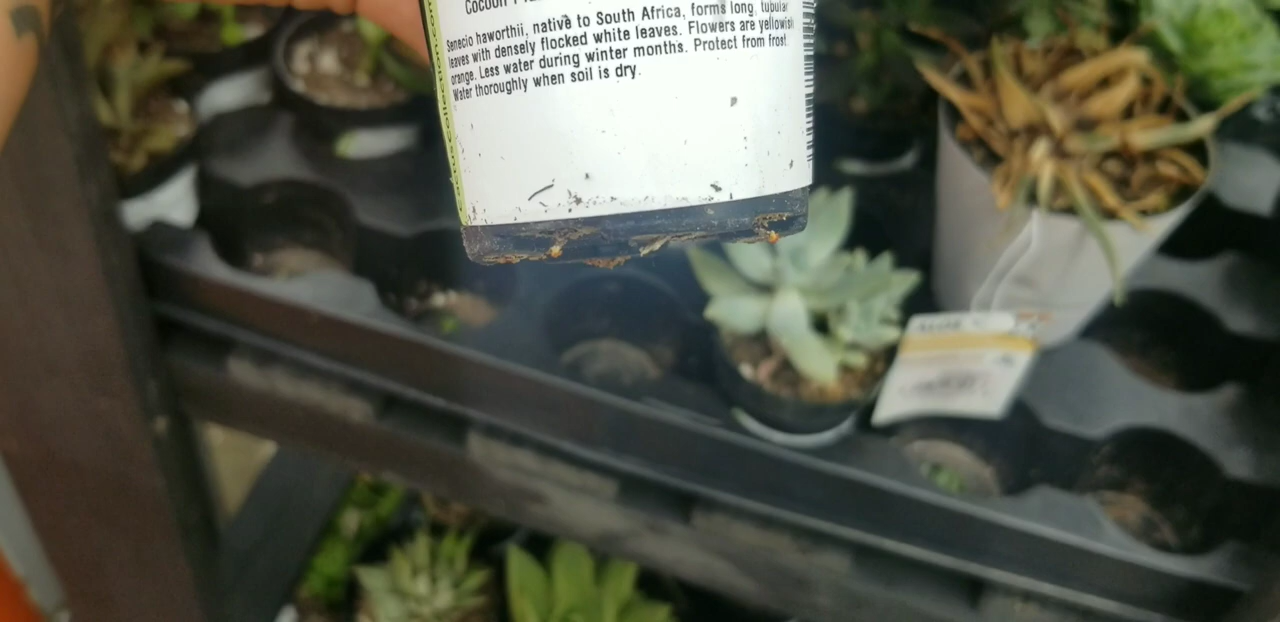 Cocoon
Senecio haworthii, native to South Africa, forms long, tubular
leaves with densely flocked white leaves. Flowers are yellowish
orange. Less water during winter months. Protect from frost.
Water thoroughly when soil is dry.